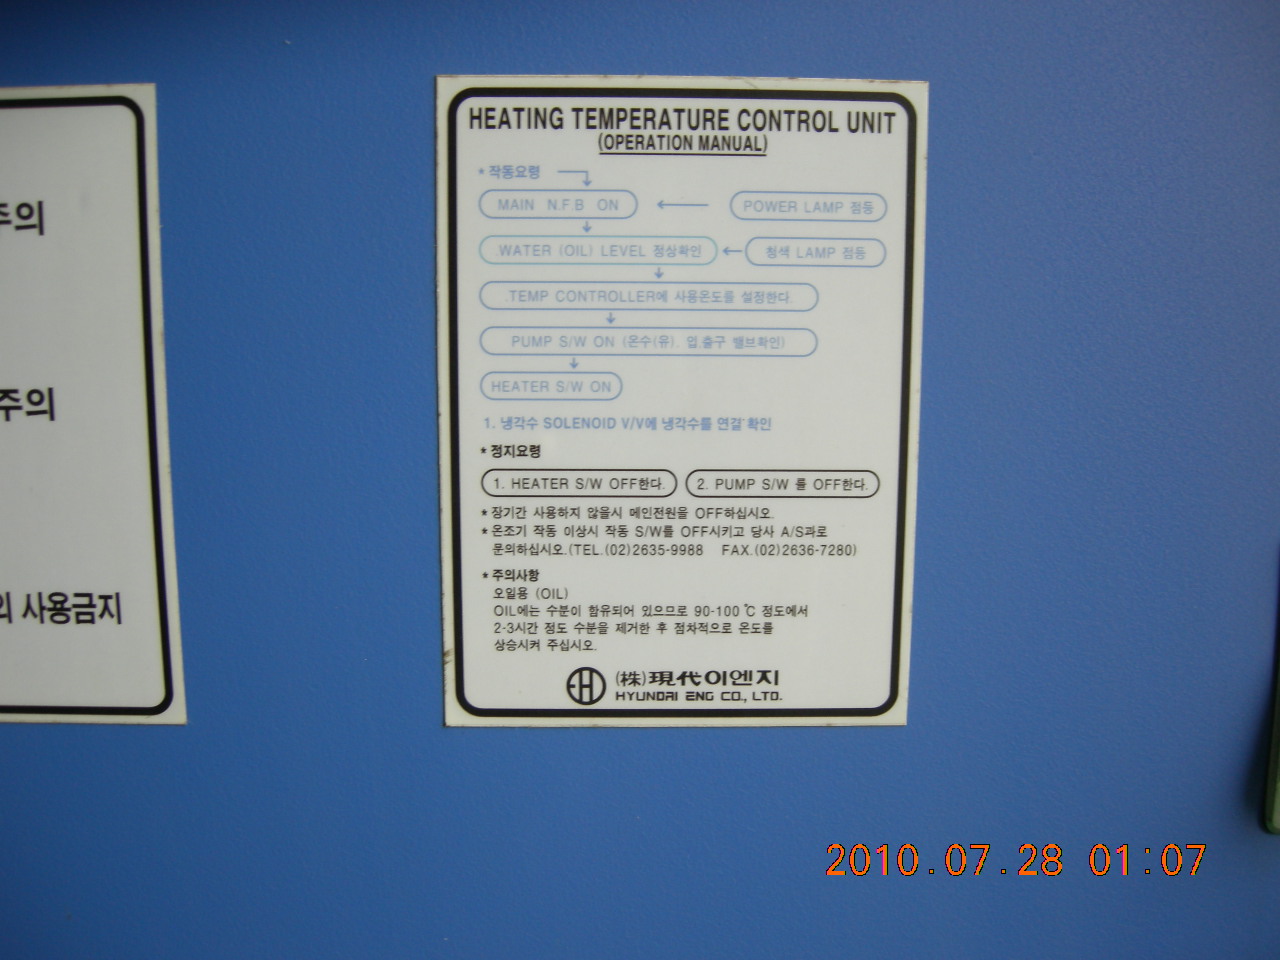 주의
주의
사용금지
HEATING TEMPERATURE CONTROL UNIT
(OPERATION MANUAL)
* 작동요령
MAIN N.F.B ON
POWER LAMP 점등
.WATER (OIL) LEVEL 정상확인
청색 LAMP 점등
.TEMP CONTROLLER에 사용온도를 설정한다.
PUMP S/W ON (온수(유). 입.출구 밸브확인)
HEATER S/W ON
1. 냉각수 SOLENOID V/V에 냉각수를 연결 확인
* 정지요령
1. HEATER S/W OFF한다.
2. PUMP S/W 를 OFF한다.
* 장기간 사용하지 않을시 메인전원을 OFF하십시오.
* 온조기 작동 이상시 작동 S/W를 OFF시키고 당사 A/S과로
문의하십시오.(TEL.(02)2635-9988 FAX.(02)2636-7280)
* 주의사항
오일용 (OIL)
OIL에는 수분이 함유되어 있으므로 90-100℃ 정도에서
2-3시간 정도 수분을 제거한 후 점차적으로 온도를
상승시켜 주십시오.
(株)現代이엔지
HYUNDAI ENG CO., LTD.
2010.07.28 01:07